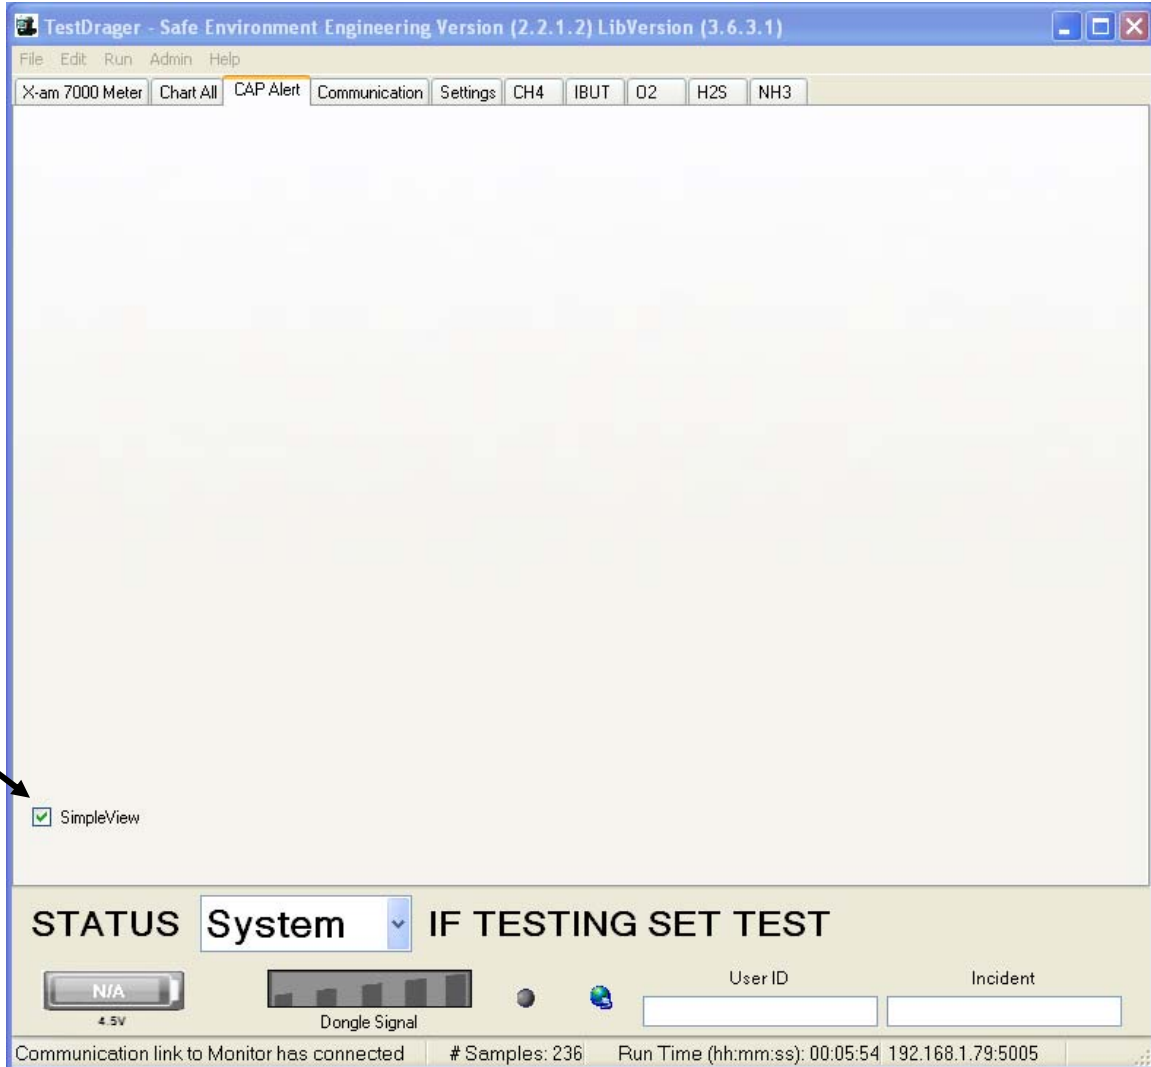 TestDrager - Safe Environment Engineering Version (2.2.1.2) LibVersion (3.6.3.1)
File Edit Run Admin Help
X-am 7000 Meter Chart All CAP Alert Communication Settings CH4 IBUT O2 H2S NH3
SimpleView
STATUS System IF TESTING SET TEST
User ID Incident
N/A
4.5V Dongle Signal
Communication link to Monitor has connected # Samples: 236 Run Time (hh:mm:ss): 00:05:54 192.168.1.79:5005